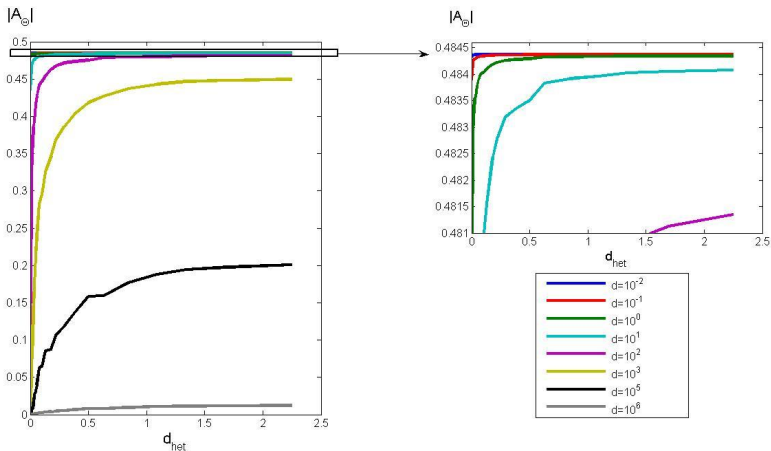 |A_Θ|
0.5
0.45
0.4
0.35
0.3
0.25
0.2
0.15
0.1
0.05
0
0 0.5 1 1.5 2 2.5
d_het
|A_Θ|
0.4845
0.484
0.4835
0.483
0.4825
0.482
0.4815
0.481
0 0.5 1 1.5 2 2.5
d_het
d=10^-2
d=10^-1
d=10^0
d=10^1
d=10^2
d=10^3
d=10^5
d=10^6